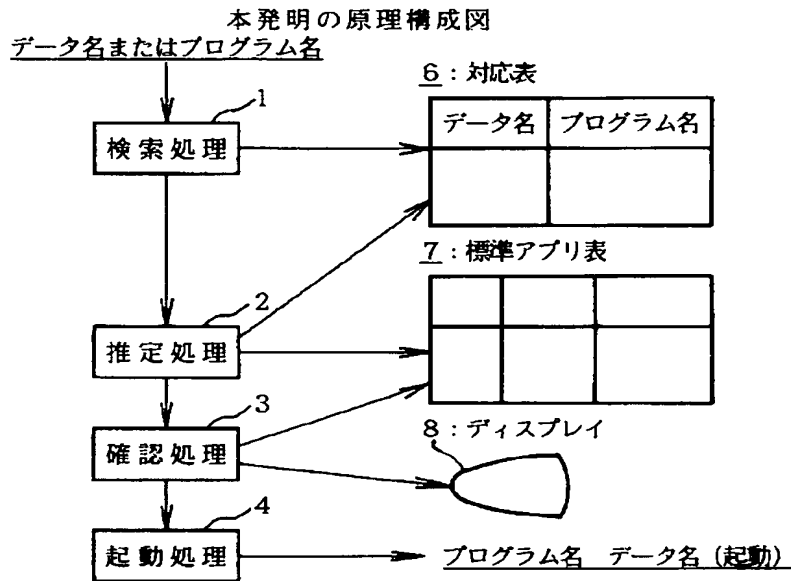 本発明の原理構成図
データ名またはプログラム名
6：対応表
1
データ名 プログラム名
検索処理
7：標準アプリ表
2
推定処理
3
8：ディスプレイ
確認処理
4
起動処理
プログラム名 データ名（起動）